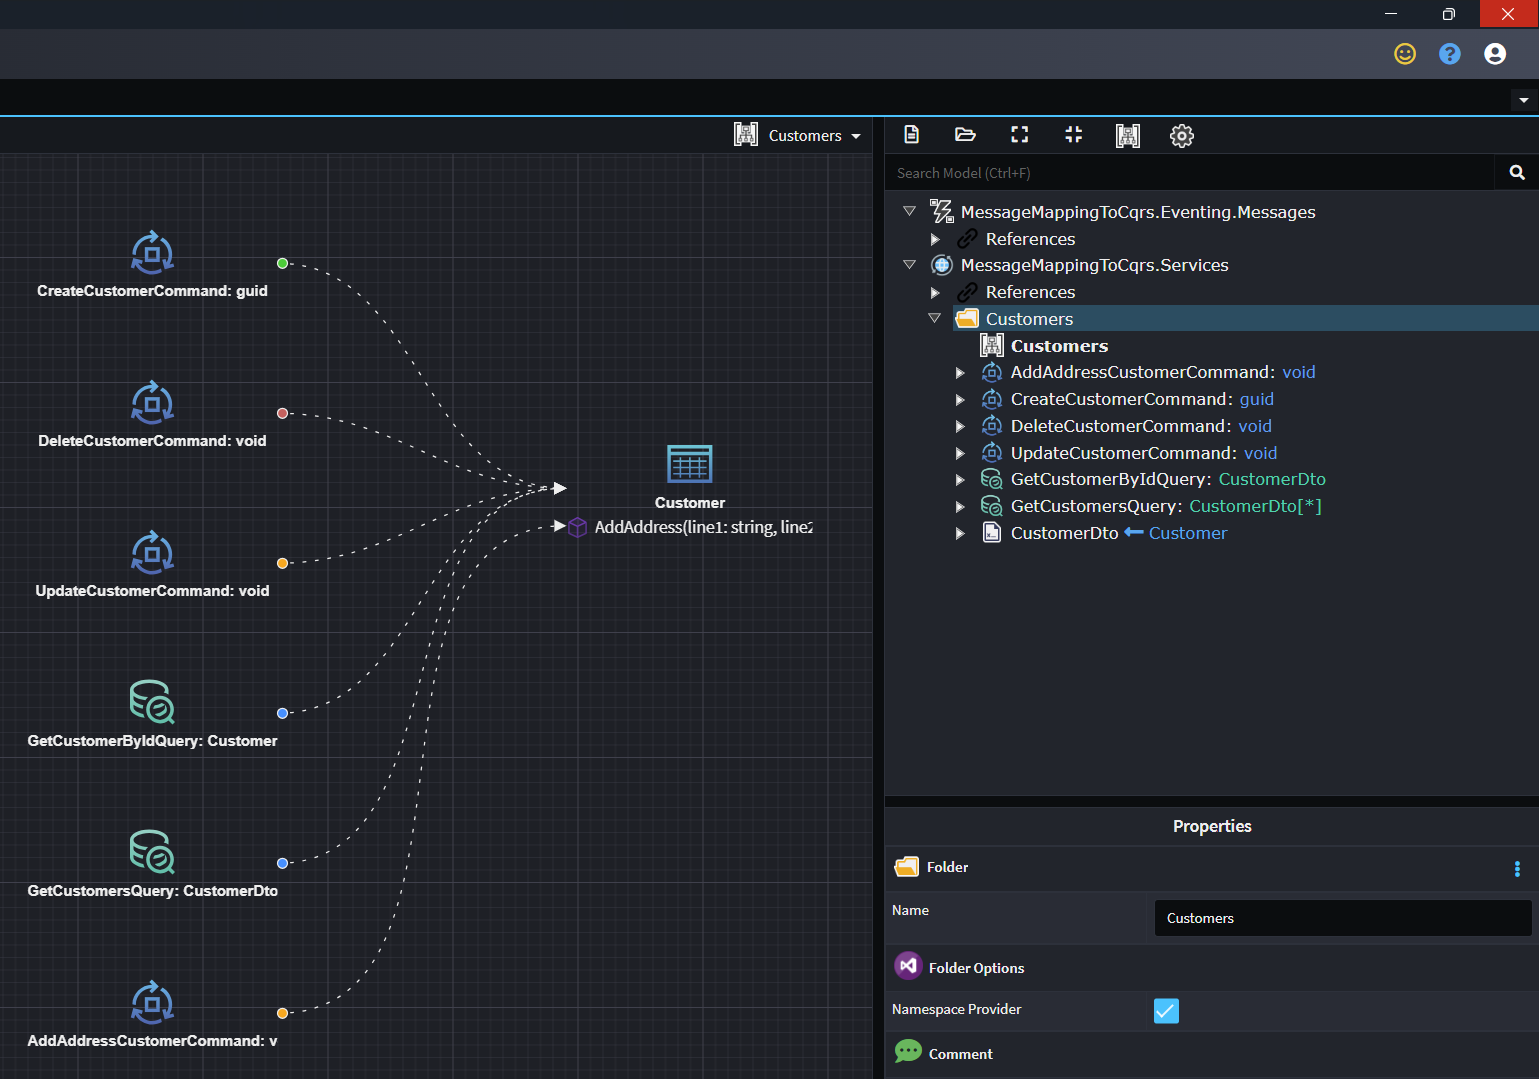 Customers
CreateCustomerCommand: guid
DeleteCustomerCommand: void
UpdateCustomerCommand: void
GetCustomerByIdQuery: Customer
GetCustomersQuery: CustomerDto
AddAddressCustomerCommand: v
Customer
AddAddress(line1: string, line2
Search Model (Ctrl+F)
MessageMappingToCqrs.Eventing.Messages
References
MessageMappingToCqrs.Services
References
Customers
Customers
AddAddressCustomerCommand: void
CreateCustomerCommand: guid
DeleteCustomerCommand: void
UpdateCustomerCommand: void
GetCustomerByIdQuery: CustomerDto
GetCustomersQuery: CustomerDto[*]
CustomerDto Customer
Properties
Folder
Name
Customers
Folder Options
Namespace Provider
Comment